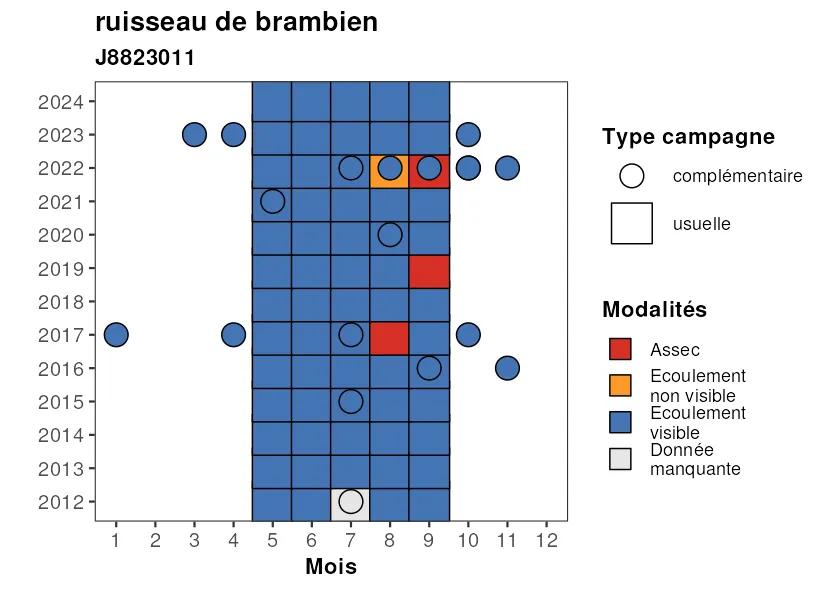 ruisseau de brambien
J8823011
2024
2023
2022
2021
2020
2019
2018
2017
2016
2015
2014
2013
2012
1 2 3 4 5 6 7 8 9 10 11 12
Mois
Type campagne
complémentaire
usuelle
Modalités
Assec
Ecoulement
non visible
Ecoulement
visible
Donnée
manquante